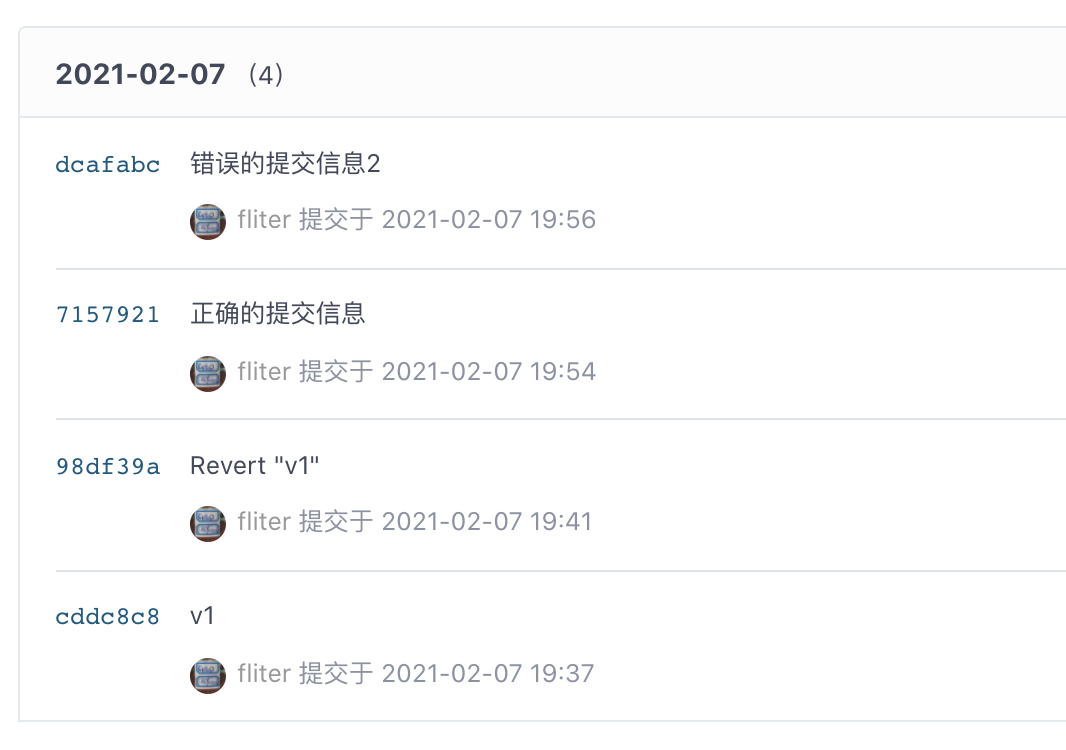 2021-02-07 (4)
dcafabc 错误的提交信息2
fliter 提交于 2021-02-07 19:56
7157921 正确的提交信息
fliter 提交于 2021-02-07 19:54
98df39a Revert "v1"
fliter 提交于 2021-02-07 19:41
cddc8c8 v1
fliter 提交于 2021-02-07 19:37